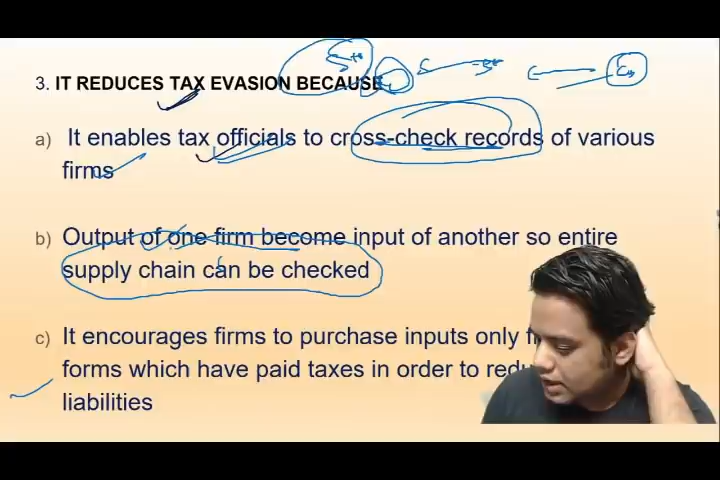 3. IT REDUCES TAX EVASION BECAUSE
a) It enables tax officials to cross-check records of various
firms
b) Output of one firm become input of another so entire
supply chain can be checked
c) It encourages firms to purchase inputs only
forms which have paid taxes in order to
liabilities